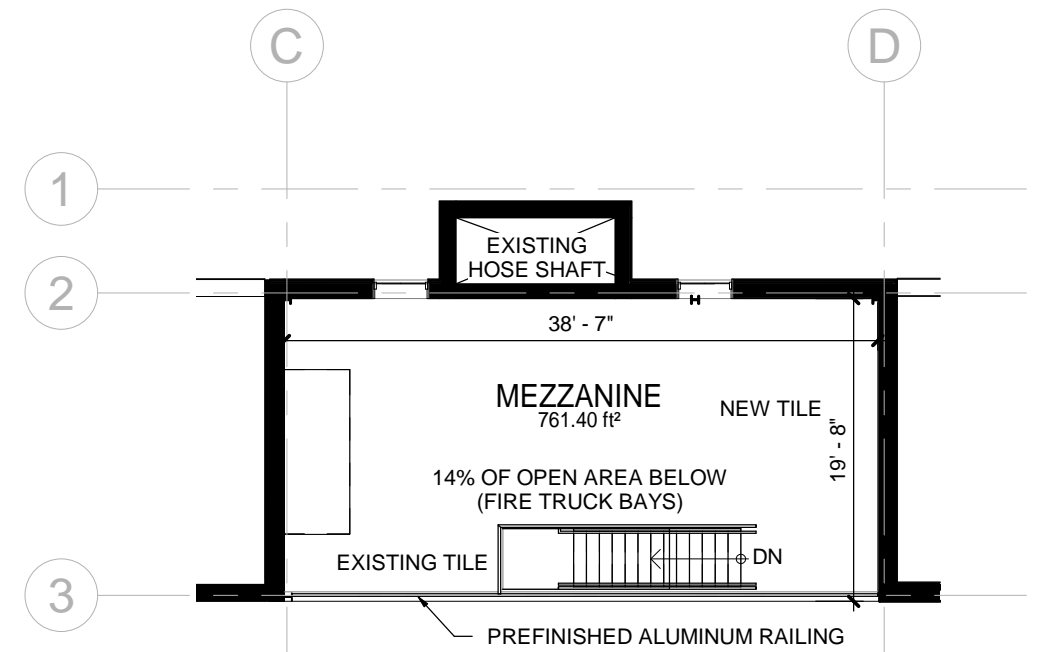 C
D
1
EXISTING
HOSE SHAFT
2
38' - 7"
MEZZANINE
761.40 ft²
NEW TILE
19' - 8"
14% OF OPEN AREA BELOW
(FIRE TRUCK BAYS)
EXISTING TILE
DN
3
PREFINISHED ALUMINUM RAILING